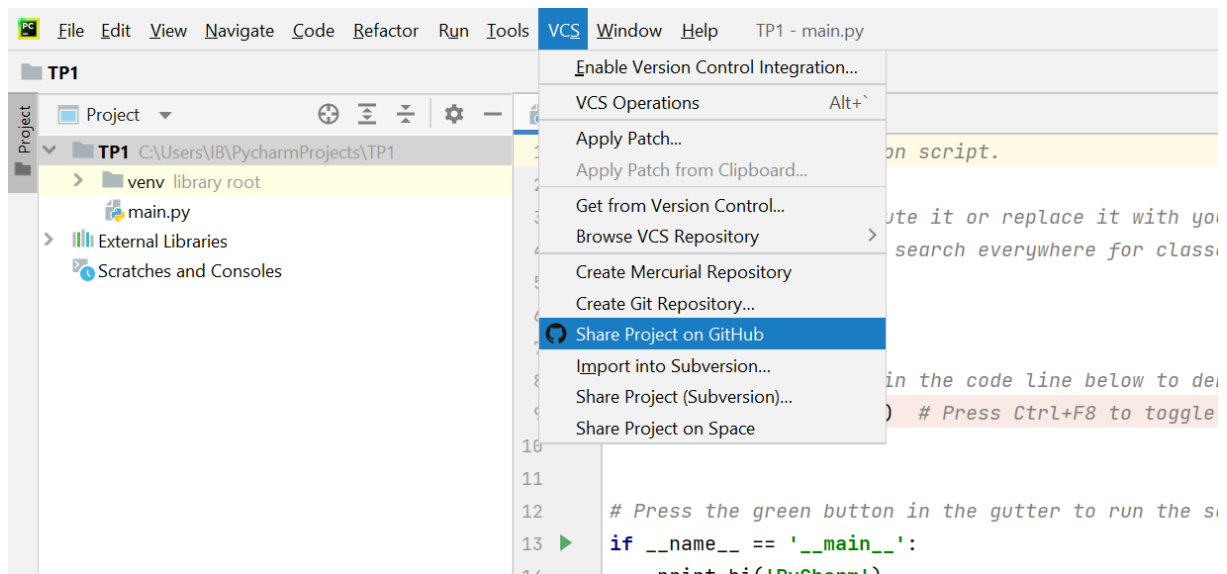 PC
File Edit View Navigate Code Refactor Run Tools VCS Window Help TP1 - main.py
TP1
Project
Project
TP1 C:\Users\IB\PycharmProjects\TP1
venv library root
main.py
External Libraries
Scratches and Consoles
Enable Version Control Integration...
VCS Operations Alt+`
Apply Patch...
Apply Patch from Clipboard...
Get from Version Control...
Browse VCS Repository
Create Mercurial Repository
Create Git Repository...
Share Project on GitHub
Import into Subversion...
Share Project (Subversion)...
Share Project on Space
on script.
it or replace it with
search everywhere for
in the code line below to
) # Press Ctrl+F8 to toggle
10
11
12 # Press the green button in the gutter to run the
13 if __name__ == '__main__':